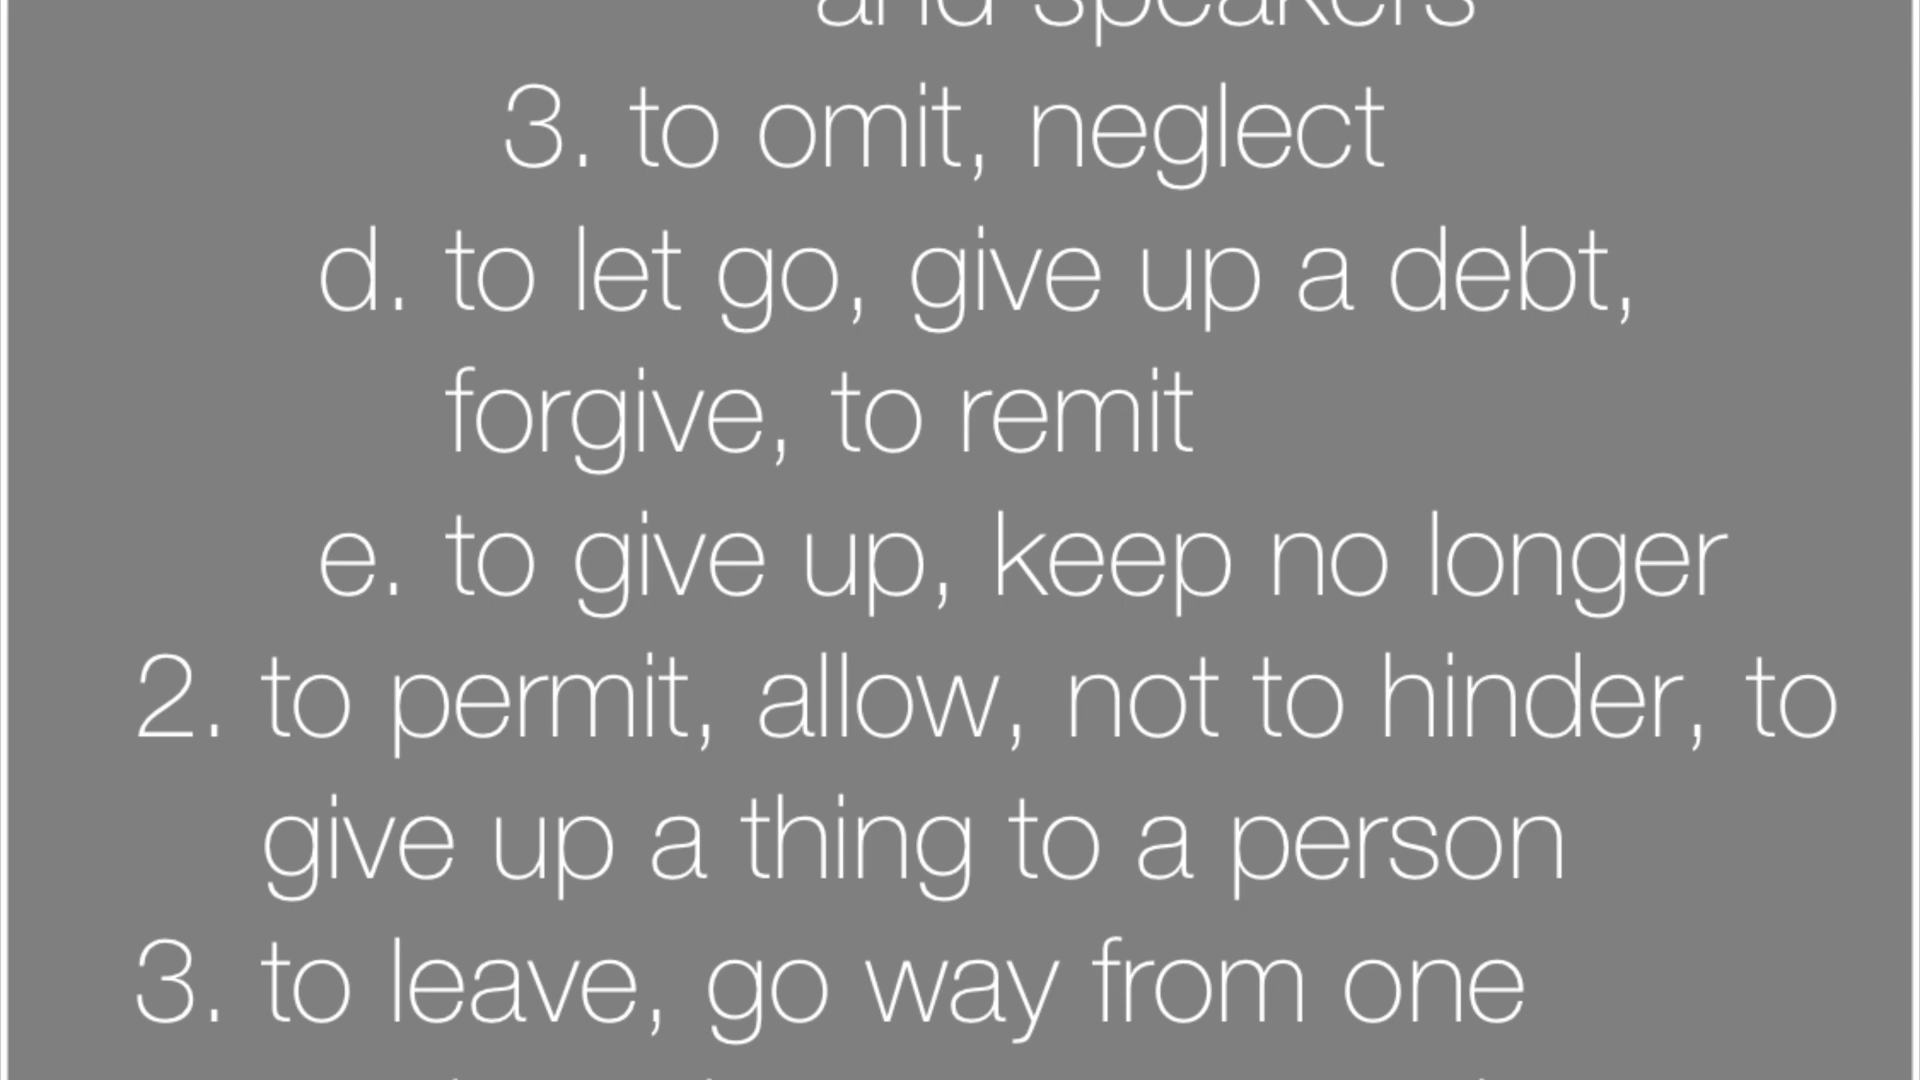 and speakers
3. to omit, neglect
d. to let go, give up a debt,
forgive, to remit
e. to give up, keep no longer
2. to permit, allow, not to hinder, to
give up a thing to a person
3. to leave, go way from one